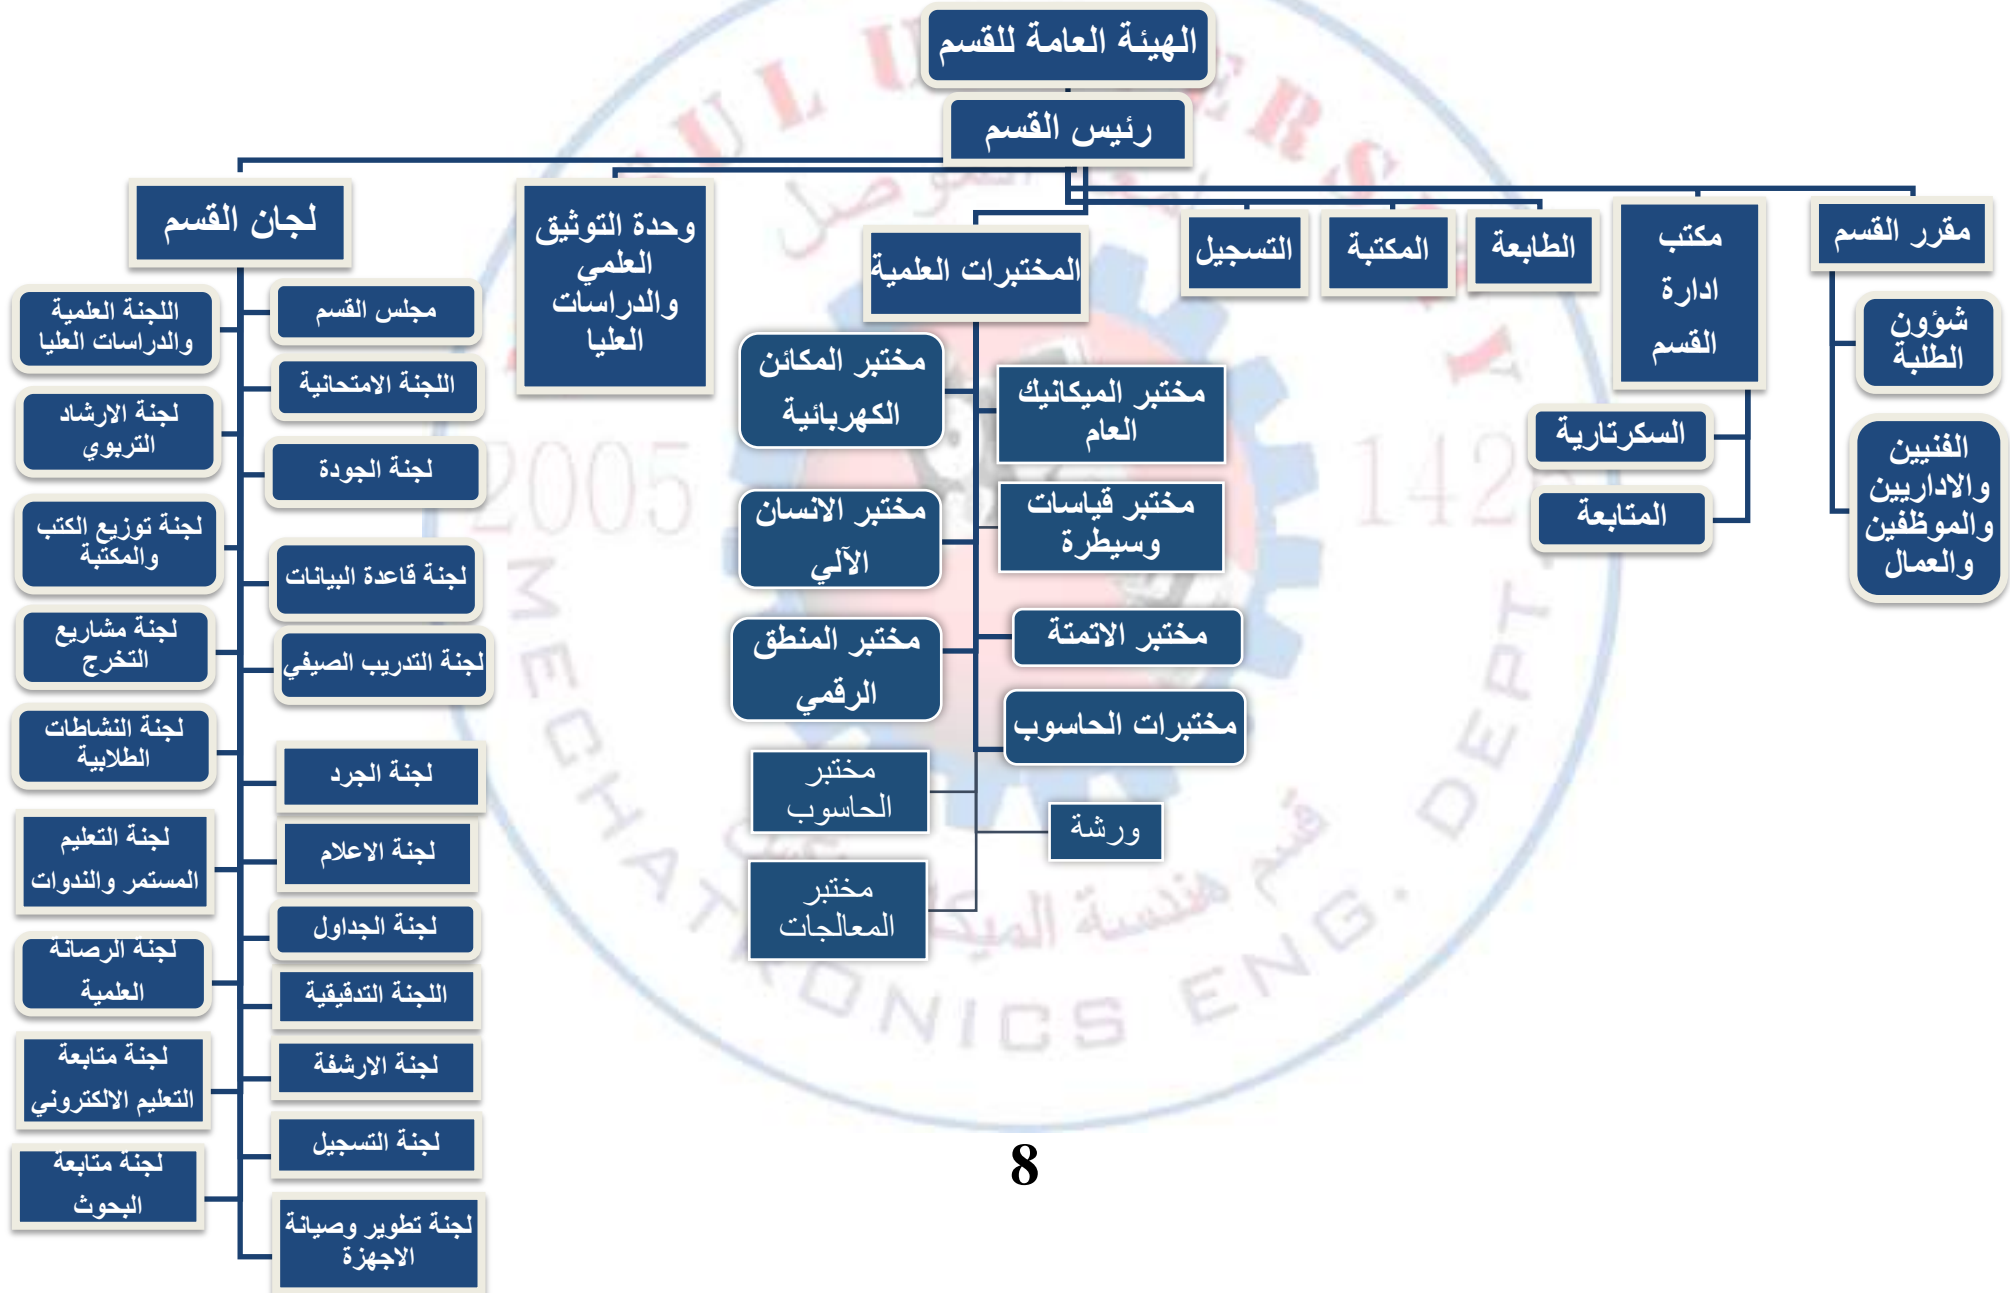 الهيئة العامة للقسم
رئيس القسم
مقرر القسم
شؤون
الطلبة
الفنيين
والاداريين
والموظفين
والعمال
مكتب
ادارة
القسم
السكرتارية
المتابعة
الطابعة
المكتبة
التسجيل
المختبرات العلمية
مختبر الميكانيك
العام
مختبر قياسات
وسيطرة
مختبر الاتمتة
مختبرات الحاسوب
ورشة
مختبر المكائن
الكهربائية
مختبر الانسان
الآلي
مختبر المنطق
الرقمي
مختبر
الحاسوب
مختبر
المعالجات
وحدة التوثيق
العلمي
والدراسات
العليا
لجان القسم
مجلس القسم
اللجنة الامتحانية
لجنة الجودة
لجنة قاعدة البيانات
لجنة التدريب الصيفي
لجنة الجرد
لجنة الاعلام
لجنة الجداول
اللجنة التدقيقية
لجنة الارشفة
لجنة التسجيل
لجنة تطوير وصيانة
الاجهزة
اللجنة العلمية
والدراسات العليا
لجنة الارشاد
التربوي
لجنة توزيع الكتب
والمكتبة
لجنة مشاريع
التخرج
لجنة النشاطات
الطلابية
لجنة التعليم
المستمر والندوات
لجنة الرصانة
العلمية
لجنة متابعة
التعليم الالكتروني
لجنة متابعة
البحوث
2005
MECHATRONICS ENG. DEPT.
قسم هندسة
8